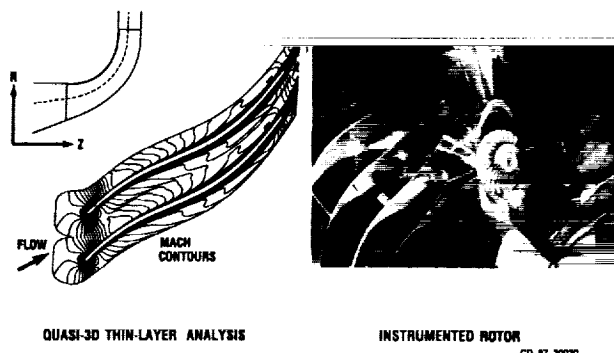 R
Z
FLOW
MACH
CONTOURS
QUASI-3D THIN-LAYER ANALYSIS
INSTRUMENTED ROTOR